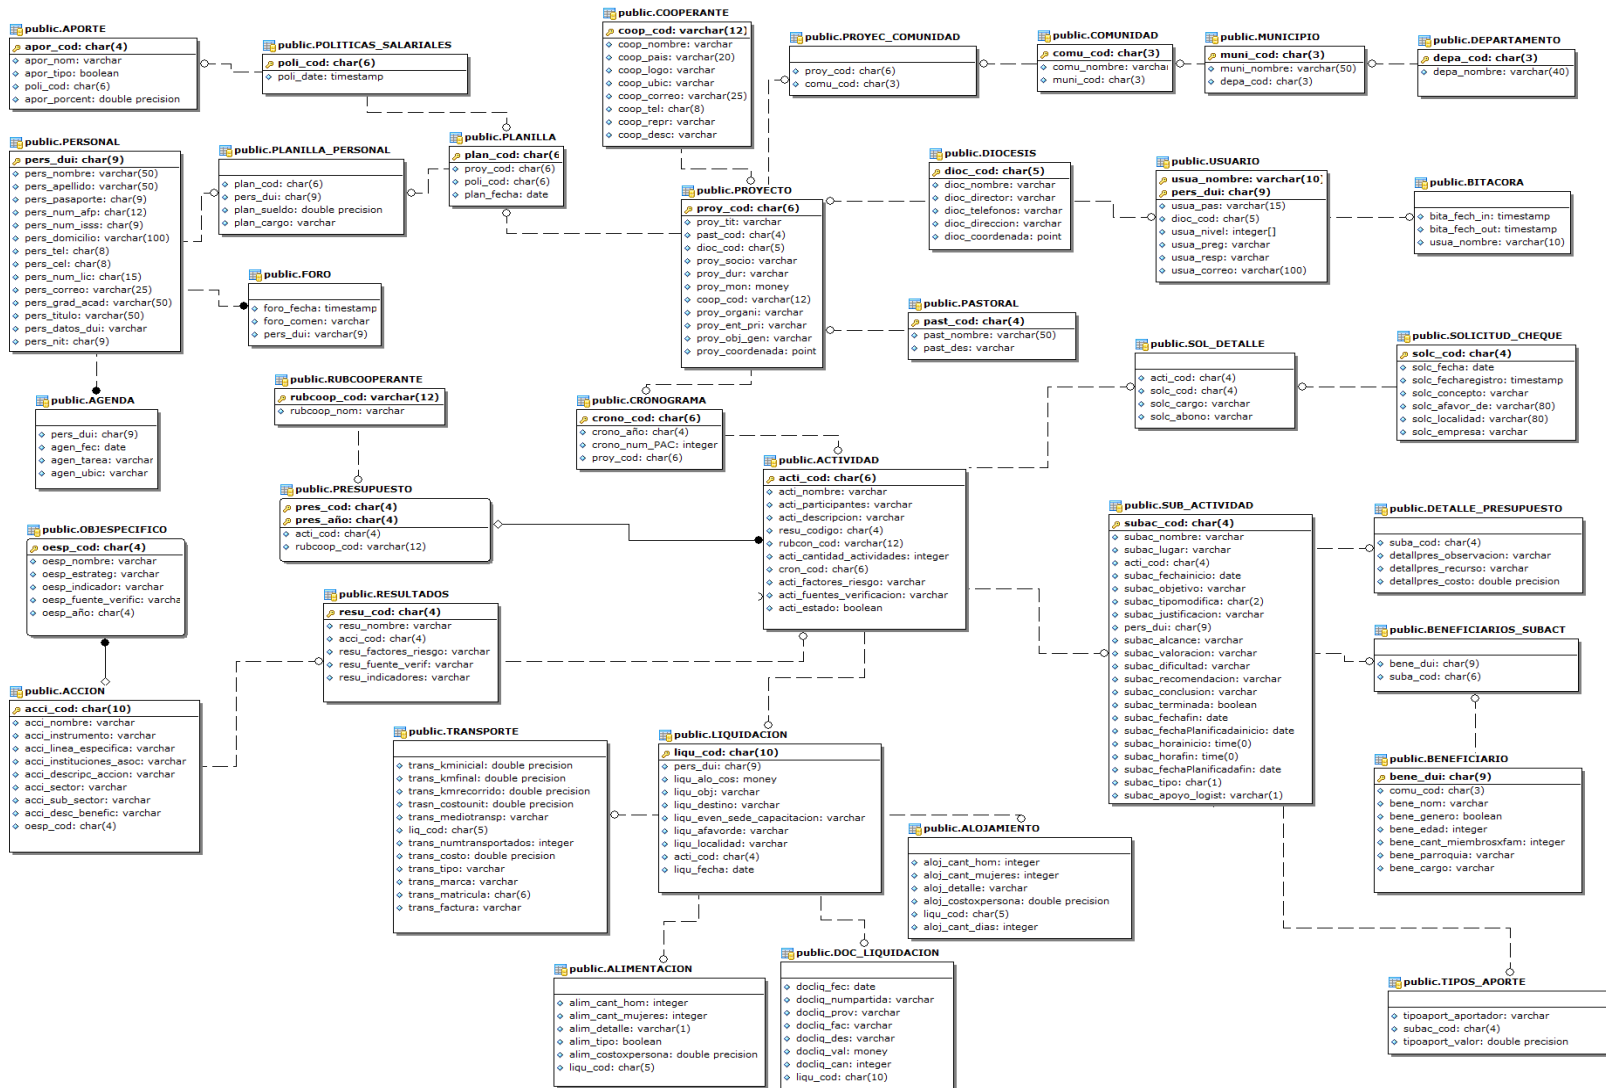 public.APORTE
apor_cod: char(4)
apor_nom: varchar
apor_tipo: boolean
poli_cod: char(6)
apor_porcent: double precision
public.POLITICAS_SALARIALES
poli_cod: char(6)
poli_date: timestamp
public.COOPERANTE
coop_cod: varchar(12)
coop_nombre: varchar
coop_pais: varchar(20)
coop_logo: varchar
coop_ubic: varchar
coop_correo: varchar(25)
coop_tel: char(8)
coop_repr: varchar
coop_desc: varchar
public.PROYEC_COMUNIDAD
proy_cod: char(6)
comu_cod: char(3)
public.COMUNIDAD
comu_cod: char(3)
comu_nombre: varchar
muni_cod: char(3)
public.MUNICIPIO
muni_cod: char(3)
muni_nombre: varchar(50)
depa_cod: char(3)
public.DEPARTAMENTO
depa_cod: char(3)
depa_nombre: varchar(40)
public.PERSONAL
pers_dui: char(9)
pers_nombre: varchar(50)
pers_apellido: varchar(50)
pers_pasaporte: char(9)
pers_num_afp: char(12)
pers_num_isss: char(9)
pers_domicilio: varchar(100)
pers_tel: char(8)
pers_cel: char(8)
pers_num_lic: char(15)
pers_correo: varchar(25)
pers_grad_acad: varchar(50)
pers_titulo: varchar(50)
pers_datos_dui: varchar
pers_nit: char(9)
public.PLANILLA_PERSONAL
plan_cod: char(6)
pers_dui: char(9)
plan_sueldo: double precision
plan_cargo: varchar
public.PLANILLA
plan_cod: char(6
proy_cod: char(6)
poli_cod: char(6)
plan_fecha: date
public.PROYECTO
proy_cod: char(6)
proy_tit: varchar
past_cod: char(4)
dioc_cod: char(5)
proy_socio: varchar
proy_dur: varchar
proy_mon: money
coop_cod: varchar(12)
proy_organi: varchar
proy_ent_pri: varchar
proy_obj_gen: varchar
proy_coordenada: point
public.DIOCESIS
dioc_cod: char(5)
dioc_nombre: varchar
dioc_director: varchar
dioc_telefonos: varchar
dioc_direccion: varchar
dioc_coordenada: point
public.USUARIO
usua_nombre: varchar(10)
pers_dui: char(9)
usua_pas: varchar(15)
dioc_cod: char(5)
usua_nivel: integer[]
usua_preg: varchar
usua_resp: varchar
usua_correo: varchar(100)
public.BITACORA
bita_fech_in: timestamp
bita_fech_out: timestamp
usua_nombre: varchar(10)
public.FORO
foro_fecha: timestamp
foro_comen: varchar
pers_dui: varchar(9)
public.PASTORAL
past_cod: char(4)
past_nombre: varchar(50)
past_des: varchar
public.SOL_DETALLE
acti_cod: char(4)
solc_cod: char(4)
solc_cargo: varchar
solc_abono: varchar
public.SOLICITUD_CHEQUE
solc_cod: char(4)
solc_fecha: date
solc_fecharegistro: timestamp
solc_concepto: varchar
solc_afavor_de: varchar(80)
solc_localidad: varchar(80)
solc_empresa: varchar
public.AGENDA
pers_dui: char(9)
agen_fec: date
agen_tarea: varchar
agen_ubic: varchar
public.RUBCOOPERANTE
rubcoop_cod: varchar(12)
rubcoop_nom: varchar
public.CRONOGRAMA
crono_cod: char(6)
crono_año: char(4)
crono_num_PAC: integer
proy_cod: char(6)
public.PRESUPUESTO
pres_cod: char(4)
pres_año: char(4)
acti_cod: char(4)
rubcoop_cod: varchar(12)
public.ACTIVIDAD
acti_cod: char(6)
acti_nombre: varchar
acti_participantes: varchar
acti_descripcion: varchar
resu_codigo: char(4)
rubcon_cod: varchar(12)
acti_cantidad_actividades: integer
cron_cod: char(6)
acti_factores_riesgo: varchar
acti_fuentes_verificacion: varchar
acti_estado: boolean
public.SUB_ACTIVIDAD
subac_cod: char(4)
subac_nombre: varchar
subac_lugar: varchar
acti_cod: char(4)
subac_fechainicio: date
subac_objetivo: varchar
subac_tipomodifica: char(2)
subac_justificacion: varchar
pers_dui: char(9)
subac_alcance: varchar
subac_valoracion: varchar
subac_dificultad: varchar
subac_recomendacion: varchar
subac_conclusion: varchar
subac_terminada: boolean
subac_fechafin: date
subac_fechaPlanificadainicio: date
subac_horainicio: time(0)
subac_horafin: time(0)
subac_fechaPlanificadafin: date
subac_tipo: char(1)
subac_apoyo_logist: varchar(1)
public.DETALLE_PRESUPUESTO
suba_cod: char(4)
detallpres_observacion: varchar
detallpres_recurso: varchar
detallpres_costo: double precision
public.OBJESPECIFICO
oesp_cod: char(4)
oesp_nombre: varchar
oesp_estrateg: varchar
oesp_indicador: varchar
oesp_fuente_verific: varcha
oesp_año: char(4)
public.RESULTADOS
resu_cod: char(4)
resu_nombre: varchar
acci_cod: char(4)
resu_factores_riesgo: varchar
resu_fuente_verif: varchar
resu_indicadores: varchar
public.BENEFICIARIOS_SUBACT
bene_dui: char(9)
suba_cod: char(6)
public.ACCION
acci_cod: char(10)
acci_nombre: varchar
acci_instrumento: varchar
acci_linea_especifica: varchar
acci_instituciones_asoc: varchar
acci_descripc_accion: varchar
acci_sector: varchar
acci_sub_sector: varchar
acci_desc_benefic: varchar
oesp_cod: char(4)
public.TRANSPORTE
trans_kminicial: double precision
trans_kmfinal: double precision
trans_kmrecorrido: double precision
trasn_costounit: double precision
trans_mediotransp: varchar
liq_cod: char(5)
trans_numtransportados: integer
trans_costo: double precision
trans_tipo: varchar
trans_marca: varchar
trans_matricula: char(6)
trans_factura: varchar
public.LIQUIDACION
liqu_cod: char(10)
pers_dui: char(9)
liqu_alo_cos: money
liqu_obj: varchar
liqu_destino: varchar
liqu_even_sede_capacitacion: varchar
liqu_afavorde: varchar
liqu_localidad: varchar
acti_cod: char(4)
liqu_fecha: date
public.BENEFICIARIO
bene_dui: char(9)
comu_cod: char(3)
bene_nom: varchar
bene_genero: boolean
bene_edad: integer
bene_cant_miembrosxfam: integer
bene_parroquia: varchar
bene_cargo: varchar
public.ALOJAMIENTO
aloj_cant_hom: integer
aloj_cant_mujeres: integer
aloj_detalle: varchar
aloj_costoxpersona: double precision
liqu_cod: char(5)
aloj_cant_dias: integer
public.ALIMENTACION
alim_cant_hom: integer
alim_cant_mujeres: integer
alim_detalle: varchar(1)
alim_tipo: boolean
alim_costoxpersona: double precision
liqu_cod: char(5)
public.DOC_LIQUIDACION
docliq_fec: date
docliq_numpartida: varchar
docliq_prov: varchar
docliq_fac: varchar
docliq_des: varchar
docliq_val: money
docliq_can: integer
liqu_cod: char(10)
public.TIPOS_APORTE
tipoaport_aportador: varchar
subac_cod: char(4)
tipoaport_valor: double precision